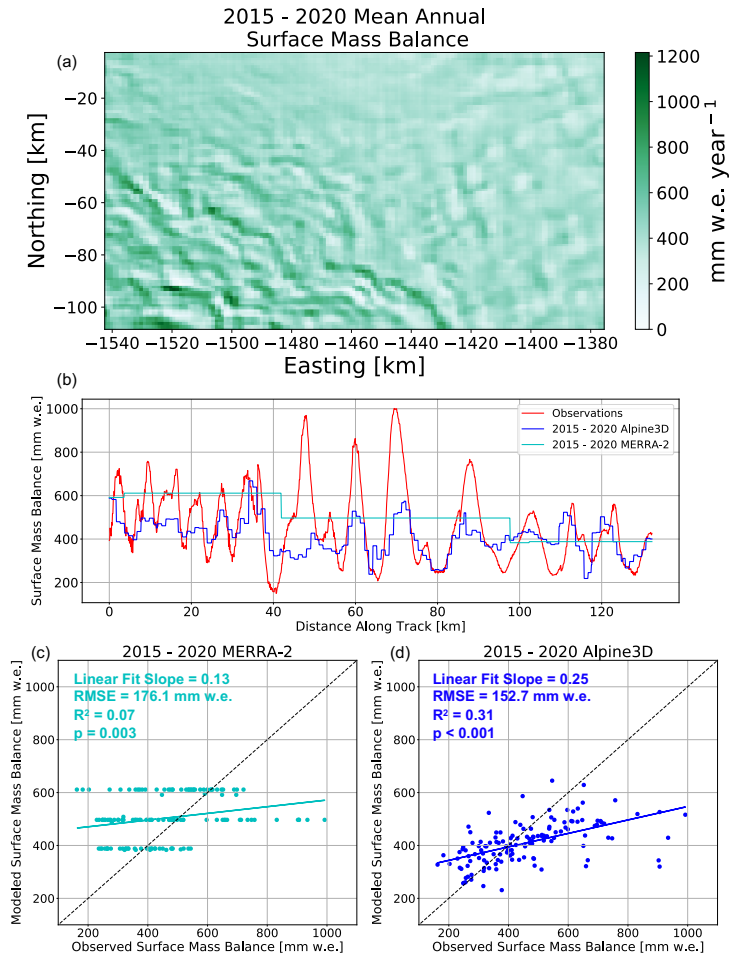 2015 - 2020 Mean Annual
Surface Mass Balance
(a)
Northing [km]
−20
−40
−60
−80
−100
−1540 −1520 −1500 −1480 −1460 −1440 −1420 −1400 −1380
Easting [km]
1200
1000
800
600
400
200
0
mm w.e. year⁻¹
(b)
Surface Mass Balance [mm w.e.]
1000
800
600
400
200
Observations
2015 - 2020 Alpine3D
2015 - 2020 MERRA-2
0 20 40 60 80 100 120
Distance Along Track [km]
(c)
2015 - 2020 MERRA-2
Modeled Surface Mass Balance [mm w.e.]
1000
800
600
400
200
Linear Fit Slope = 0.13
RMSE = 176.1 mm w.e.
R² = 0.07
p = 0.003
200 400 600 800 1000
Observed Surface Mass Balance [mm w.e.]
(d)
2015 - 2020 Alpine3D
Modeled Surface Mass Balance [mm w.e.]
1000
800
600
400
200
Linear Fit Slope = 0.25
RMSE = 152.7 mm w.e.
R² = 0.31
p < 0.001
200 400 600 800 1000
Observed Surface Mass Balance [mm w.e.]